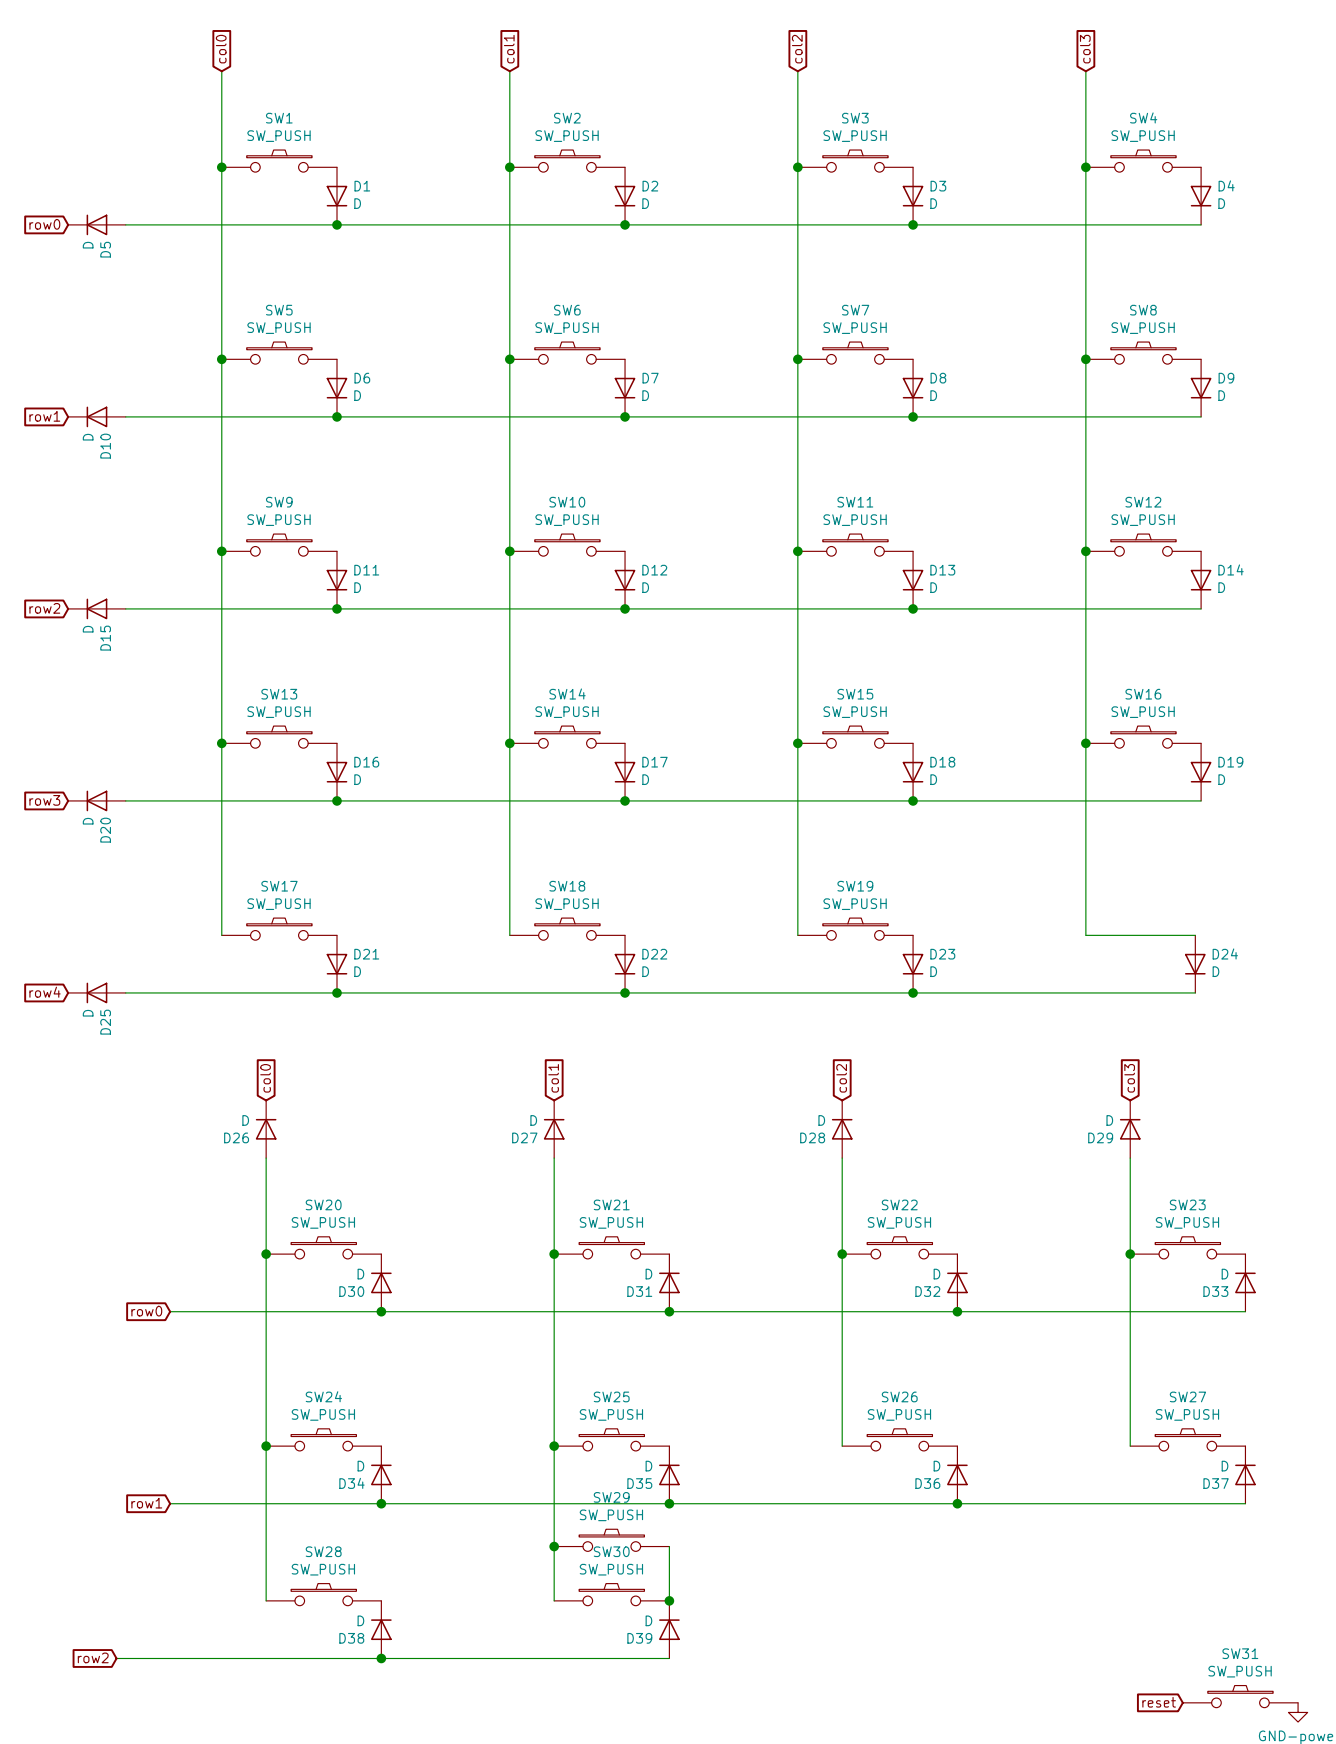 col0
col1
col2
col3
SW1
SW_PUSH
SW2
SW_PUSH
SW3
SW_PUSH
SW4
SW_PUSH
D1
D
D2
D
D3
D
D4
D
row0
D
D5
SW5
SW_PUSH
SW6
SW_PUSH
SW7
SW_PUSH
SW8
SW_PUSH
D6
D
D7
D
D8
D
D9
D
row1
D
D10
SW9
SW_PUSH
SW10
SW_PUSH
SW11
SW_PUSH
SW12
SW_PUSH
D11
D
D12
D
D13
D
D14
D
row2
D
D15
SW13
SW_PUSH
SW14
SW_PUSH
SW15
SW_PUSH
SW16
SW_PUSH
D16
D
D17
D
D18
D
D19
D
row3
D
D20
SW17
SW_PUSH
SW18
SW_PUSH
SW19
SW_PUSH
D21
D
D22
D
D23
D
D24
D
row4
D
D25
col0
col1
col2
col3
D
D26
D
D27
D
D28
D
D29
SW20
SW_PUSH
SW21
SW_PUSH
SW22
SW_PUSH
SW23
SW_PUSH
D
D30
D
D31
D
D32
D
D33
row0
SW24
SW_PUSH
SW25
SW_PUSH
SW26
SW_PUSH
SW27
SW_PUSH
D
D34
D
D35
D
D36
D
D37
row1
SW29
SW_PUSH
SW28
SW_PUSH
SW30
SW_PUSH
D
D38
D
D39
row2
SW31
SW_PUSH
reset
GND-powe